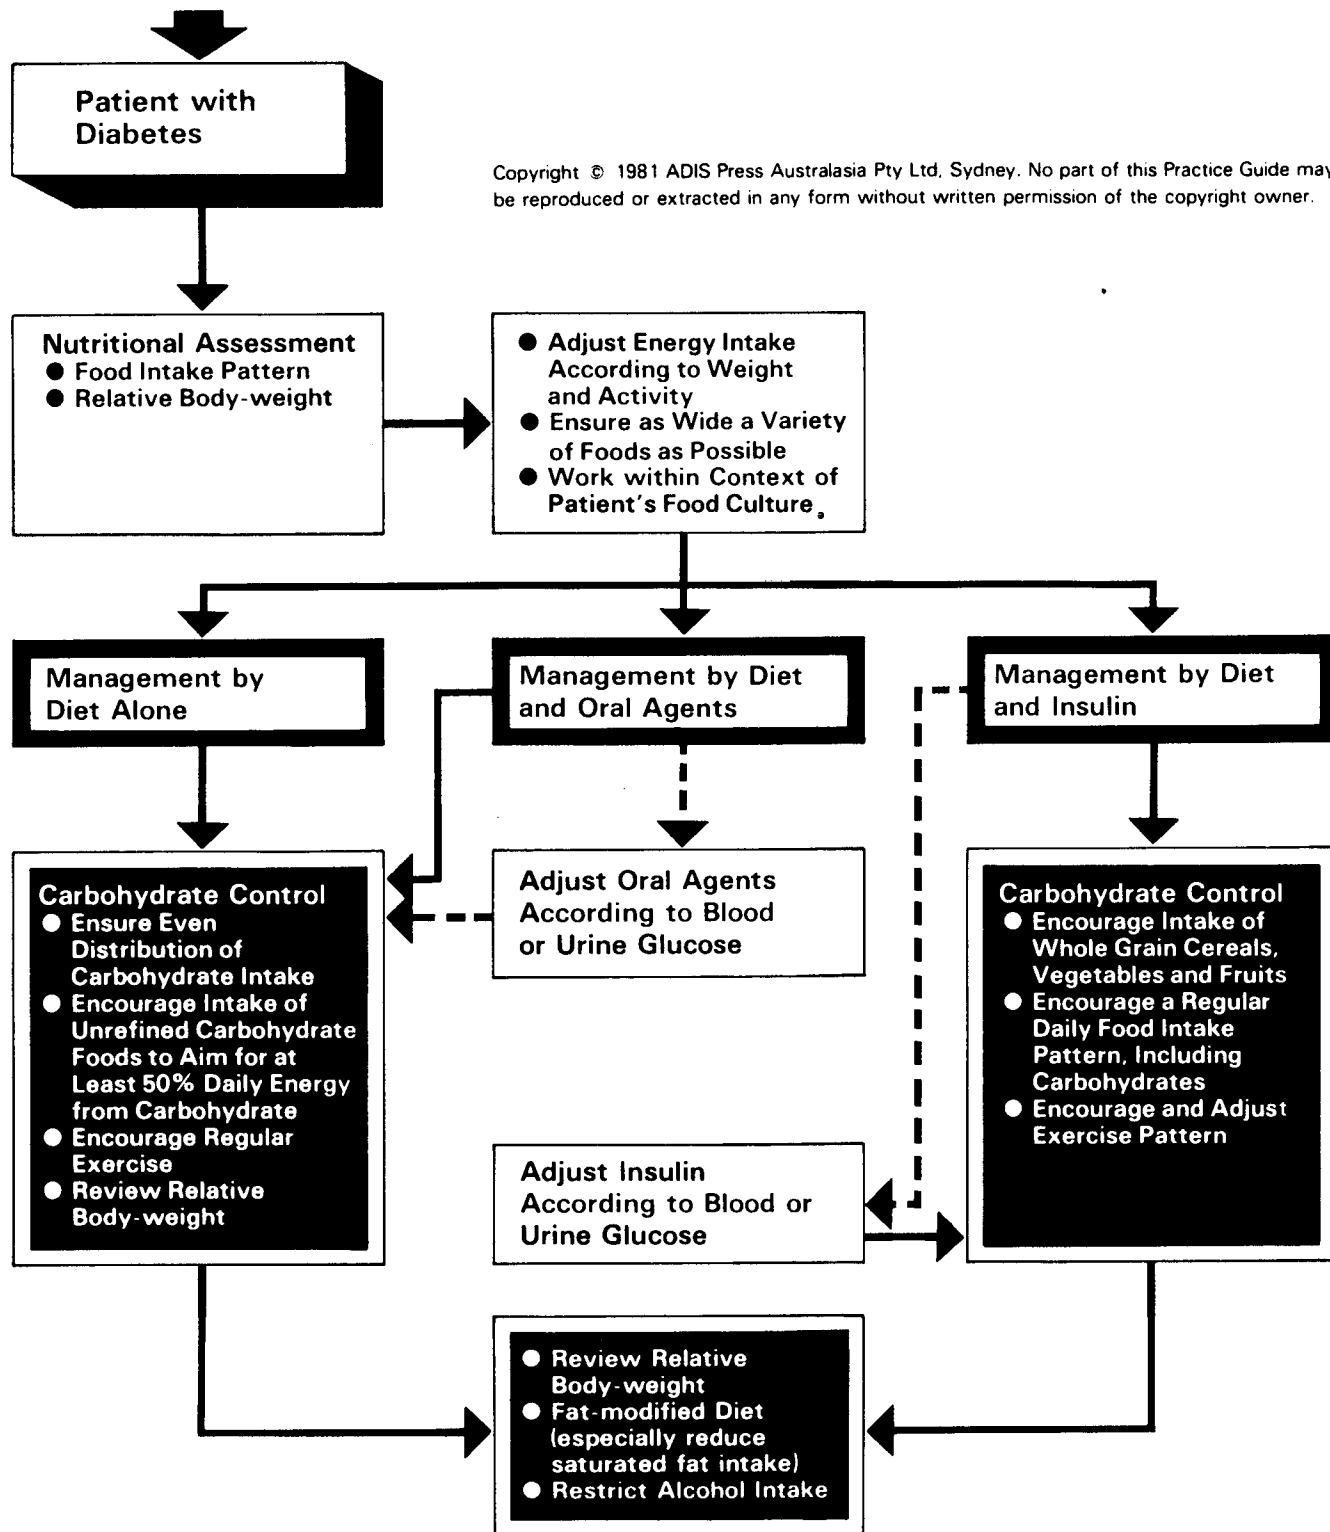 Patient with
Diabetes
Copyright © 1981 ADIS Press Australasia Pty Ltd, Sydney. No part of this Practice Guide may
be reproduced or extracted in any form without written permission of the copyright owner.
Nutritional Assessment
● Food Intake Pattern
● Relative Body-weight
● Adjust Energy Intake
According to Weight
and Activity
● Ensure as Wide a Variety
of Foods as Possible
● Work within Context of
Patient's Food Culture
Management by
Diet Alone
Management by Diet
and Oral Agents
Management by Diet
and Insulin
Carbohydrate Control
● Ensure Even
Distribution of
Carbohydrate Intake
● Encourage Intake of
Unrefined Carbohydrate
Foods to Aim for at
Least 50% Daily Energy
from Carbohydrate
● Encourage Regular
Exercise
● Review Relative
Body-weight
Adjust Oral Agents
According to Blood
or Urine Glucose
Carbohydrate Control
● Encourage Intake of
Whole Grain Cereals,
Vegetables and Fruits
● Encourage a Regular
Daily Food Intake
Pattern, Including
Carbohydrates
● Encourage and Adjust
Exercise Pattern
Adjust Insulin
According to Blood or
Urine Glucose
● Review Relative
Body-weight
● Fat-modified Diet
(especially reduce
saturated fat intake)
● Restrict Alcohol Intake